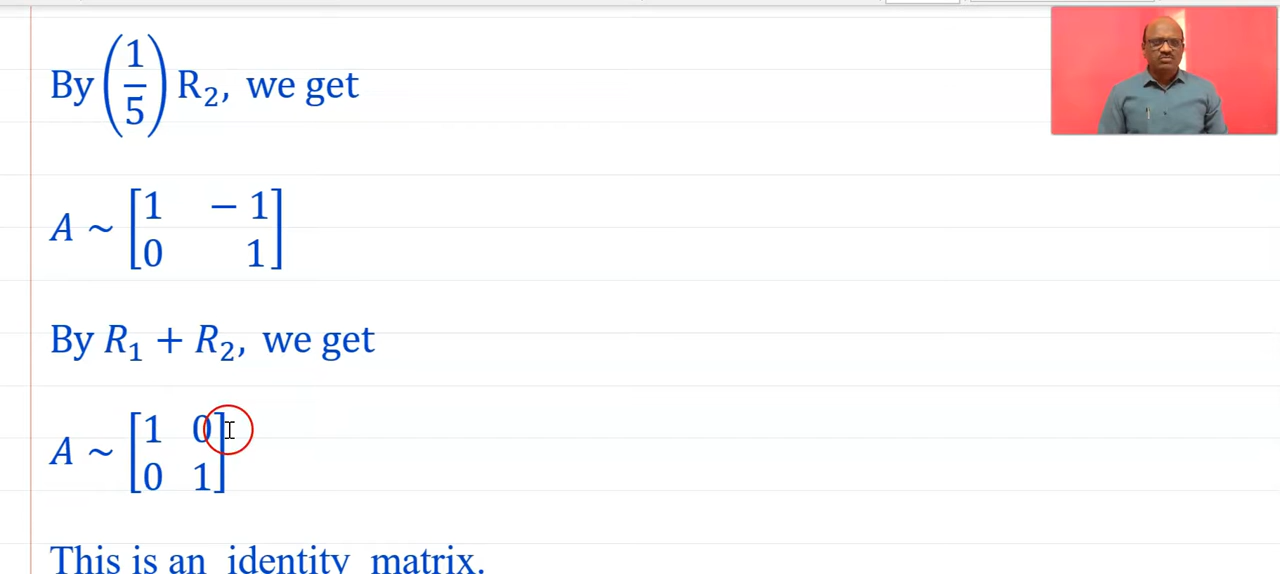 By (1/5) R₂, we get
A ~ [1 − 1
0 1]
By R₁ + R₂, we get
A ~ [1 0
0 1]
This is an identity matrix.